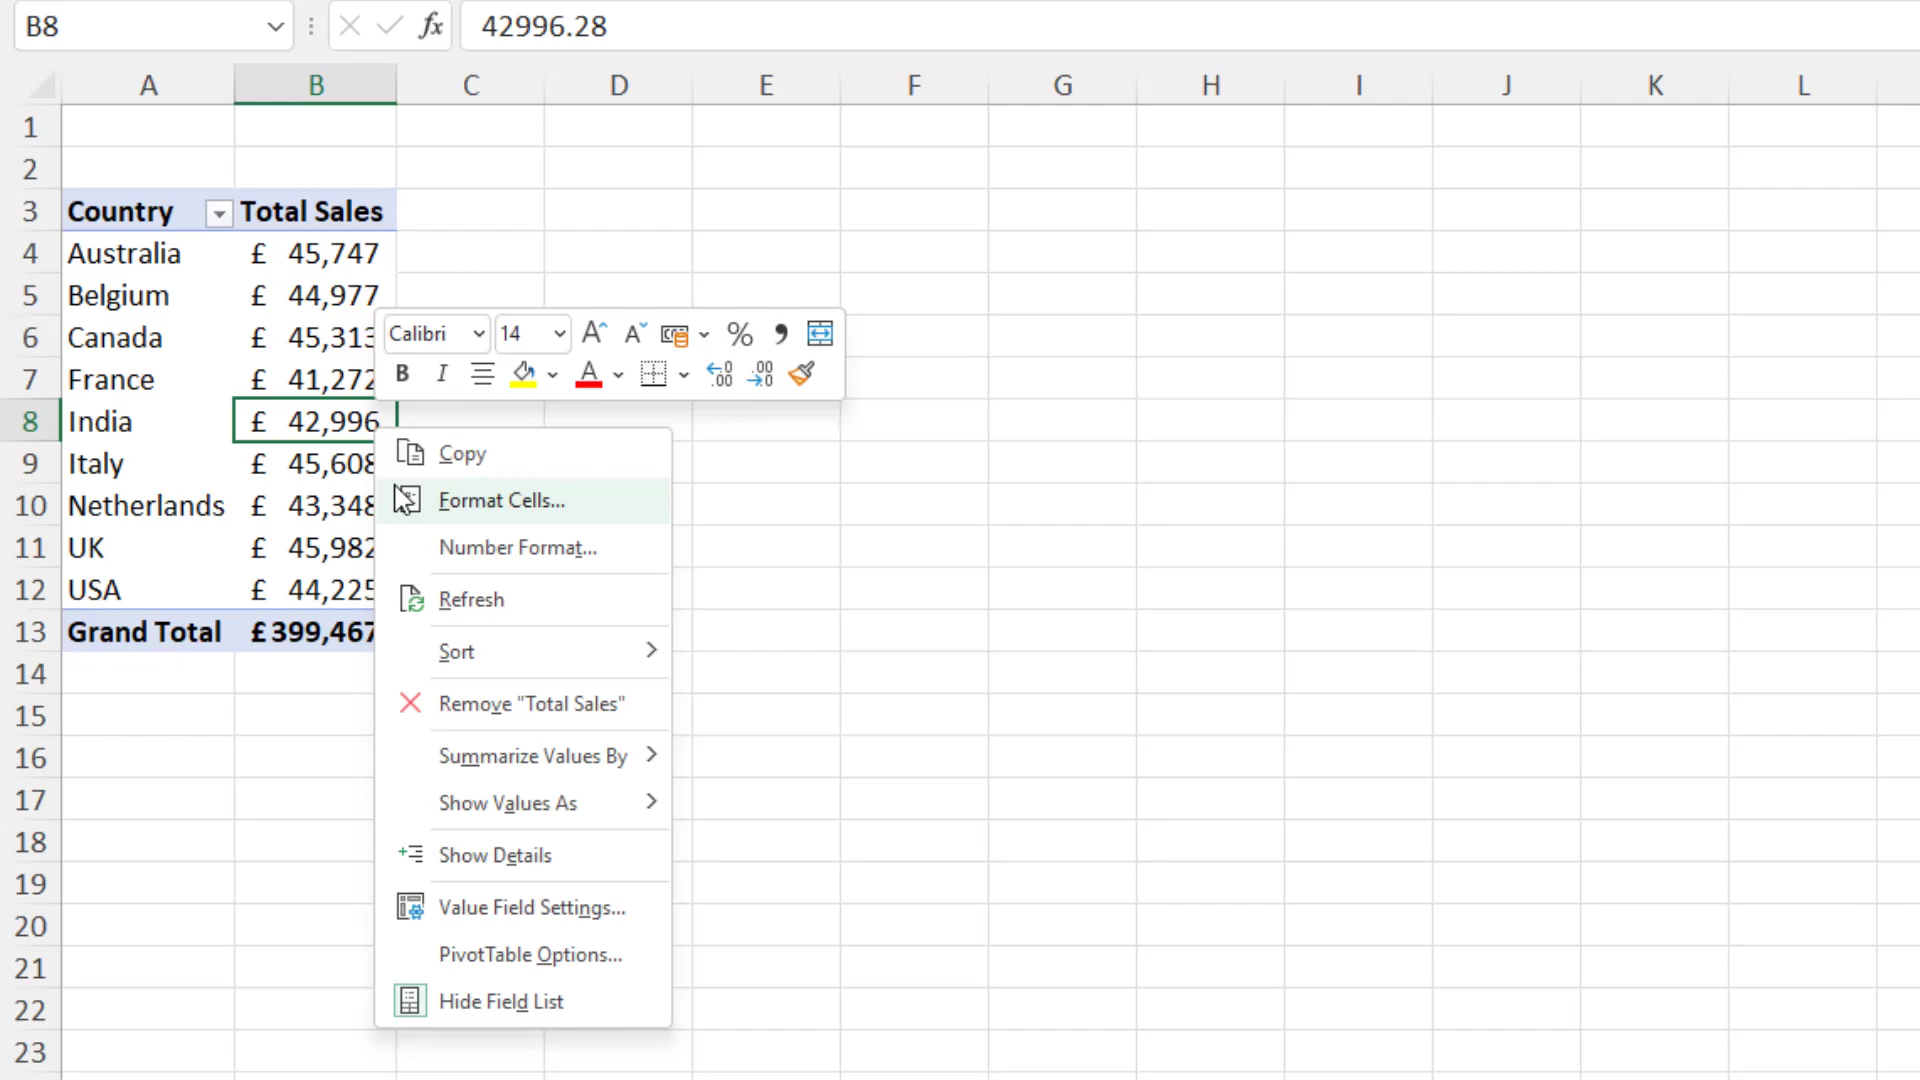 B8 fx 42996.28
A B C D E F G H I J K L
1
2
3 Country Total Sales
4 Australia £ 45,747
5 Belgium £ 44,977
Calibri 14 A A % ,
6 Canada £ 45,313
B I A .00 .00
7 France £ 41,272
8 India £ 42,996
Copy
9 Italy £ 45,608
Format Cells...
10 Netherlands £ 43,348
Number Format...
11 UK £ 45,982
Refresh
12 USA £ 44,225
13 Grand Total £ 399,467
Sort
14
Remove "Total Sales"
15
Summarize Values By
16
Show Values As
17
Show Details
18
19
Value Field Settings...
20
PivotTable Options...
21
Hide Field List
22
23